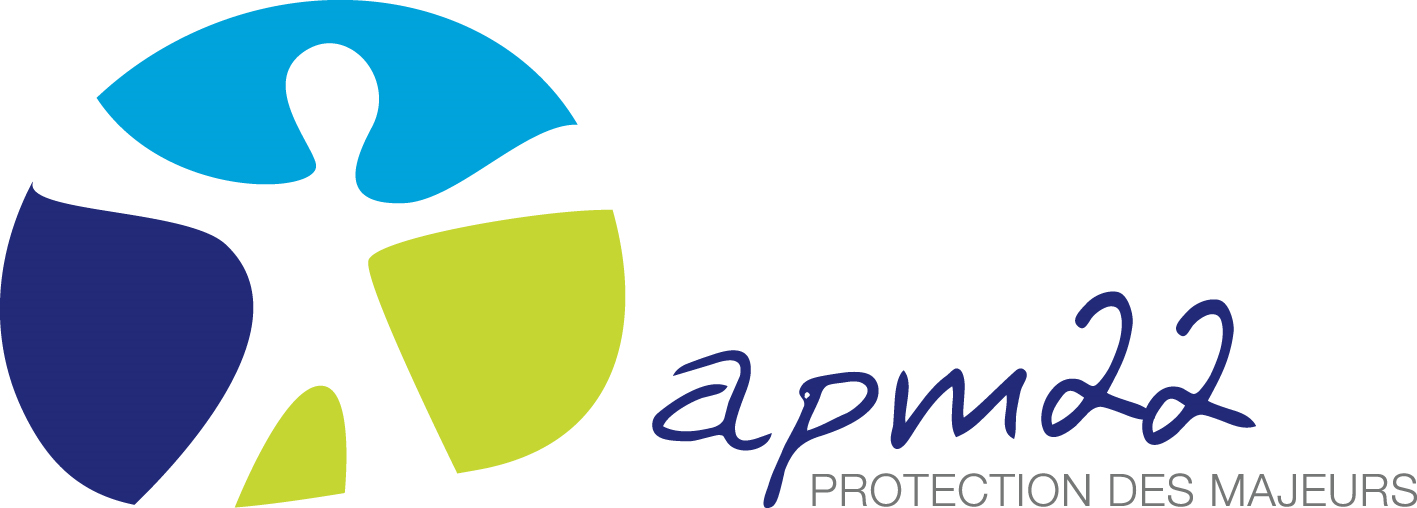 apm22
PROTECTION DES MAJEURS